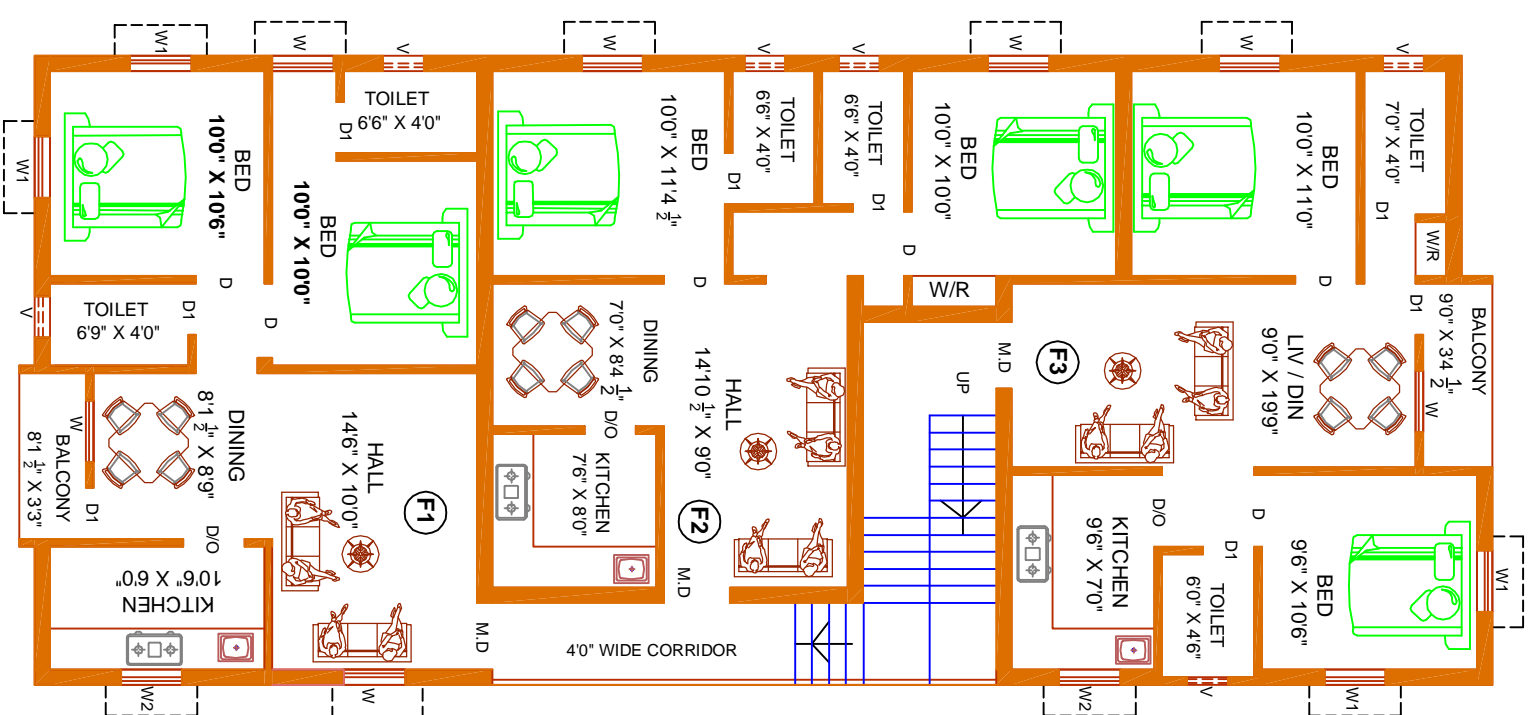 W1
W
V
W
V
V
W
W
V
W1
V
BED
10'0" X 10'6"
TOILET
6'6" X 4'0"
D1
BED
10'0" X 10'0"
D
D
TOILET
6'9" X 4'0"
D1
DINING
8'1 1/2" X 8'9"
W
BALCONY
8'1 1/2" X 3'3"
D1
D/O
KITCHEN
10'6" X 6'0"
W2
HALL
14'6" X 10'0"
F1
M.D
W
BED
10'0" X 11'4 1/2"
TOILET
6'6" X 4'0"
D1
TOILET
6'6" X 4'0"
D1
BED
10'0" X 10'0"
D
D
W/R
DINING
7'0" X 8'4 1/2"
D/O
KITCHEN
7'6" X 8'0"
HALL
14'10 1/2" X 9'0"
F2
M.D
4'0" WIDE CORRIDOR
UP
BED
10'0" X 11'0"
D
TOILET
7'0" X 4'0"
D1
W/R
D1
BALCONY
9'0" X 3'4 1/2"
W
M.D
F3
LIV / DIN
9'0" X 19'9"
D/O
KITCHEN
9'6" X 7'0"
W2
D
D1
TOILET
6'0" X 4'6"
V
BED
9'6" X 10'6"
W1
W1